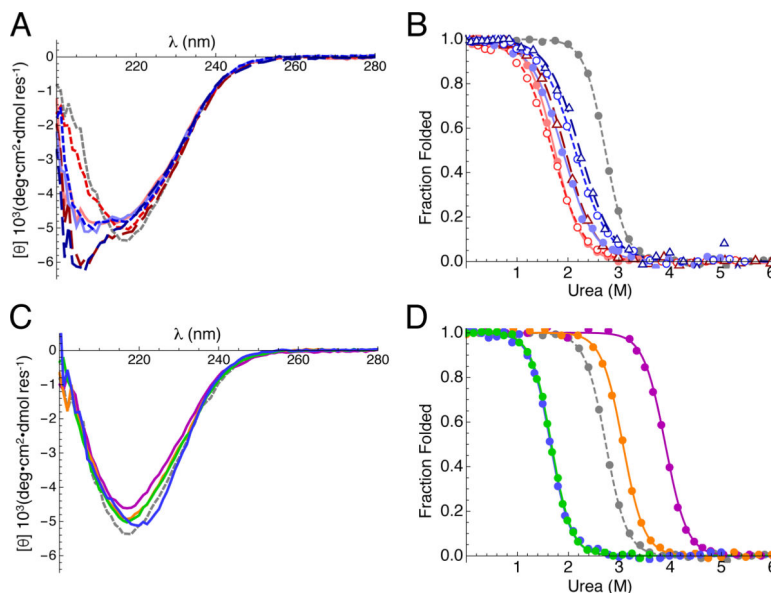 A
λ (nm)
220 240 260 280
0
−1
−2
−3
−4
−5
−6
[θ] 10³(deg•cm²•dmol res⁻¹)
B
1.0
0.8
0.6
0.4
0.2
0.0
Fraction Folded
1 2 3 4 5 6
Urea (M)
C
λ (nm)
220 240 260 280
0
−1
−2
−3
−4
−5
−6
[θ] 10³(deg•cm²•dmol res⁻¹)
D
1.0
0.8
0.6
0.4
0.2
0.0
Fraction Folded
1 2 3 4 5 6
Urea (M)